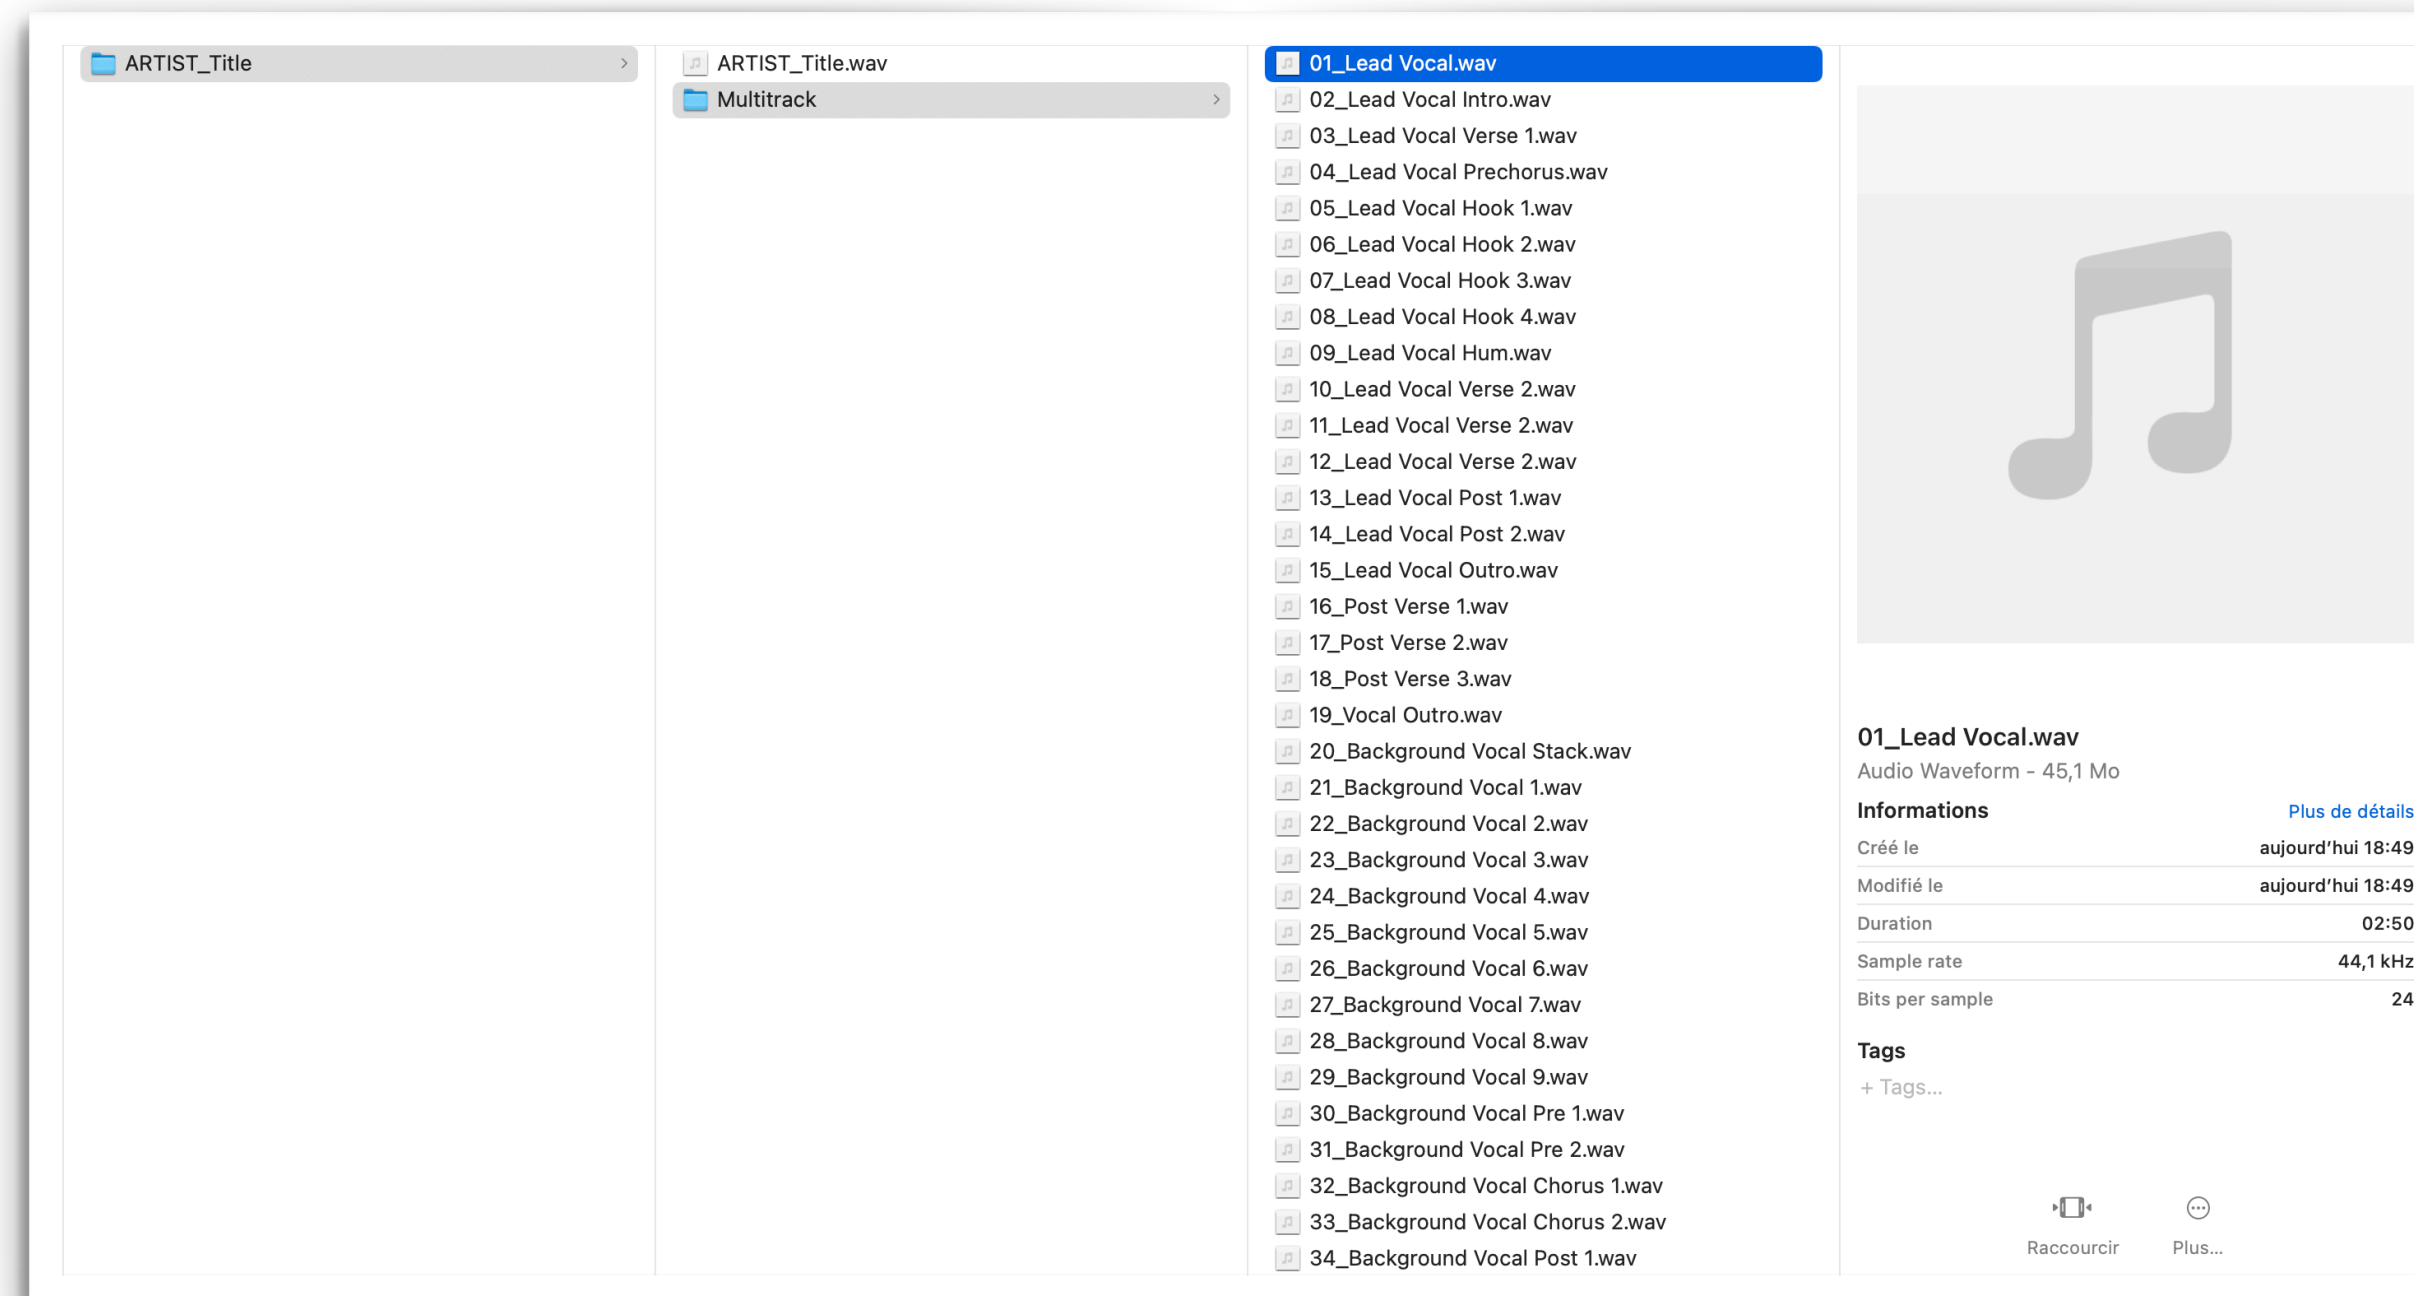 ARTIST_Title
ARTIST_Title.wav
Multitrack
01_Lead Vocal.wav
02_Lead Vocal Intro.wav
03_Lead Vocal Verse 1.wav
04_Lead Vocal Prechorus.wav
05_Lead Vocal Hook 1.wav
06_Lead Vocal Hook 2.wav
07_Lead Vocal Hook 3.wav
08_Lead Vocal Hook 4.wav
09_Lead Vocal Hum.wav
10_Lead Vocal Verse 2.wav
11_Lead Vocal Verse 2.wav
12_Lead Vocal Verse 2.wav
13_Lead Vocal Post 1.wav
14_Lead Vocal Post 2.wav
15_Lead Vocal Outro.wav
16_Post Verse 1.wav
17_Post Verse 2.wav
18_Post Verse 3.wav
19_Vocal Outro.wav
20_Background Vocal Stack.wav
21_Background Vocal 1.wav
22_Background Vocal 2.wav
23_Background Vocal 3.wav
24_Background Vocal 4.wav
25_Background Vocal 5.wav
26_Background Vocal 6.wav
27_Background Vocal 7.wav
28_Background Vocal 8.wav
29_Background Vocal 9.wav
30_Background Vocal Pre 1.wav
31_Background Vocal Pre 2.wav
32_Background Vocal Chorus 1.wav
33_Background Vocal Chorus 2.wav
34_Background Vocal Post 1.wav
01_Lead Vocal.wav
Audio Waveform - 45,1 Mo
Informations Plus de détails
Créé le aujourd’hui 18:49
Modifié le aujourd’hui 18:49
Duration 02:50
Sample rate 44,1 kHz
Bits per sample 24
Tags
+ Tags...
Raccourcir Plus...